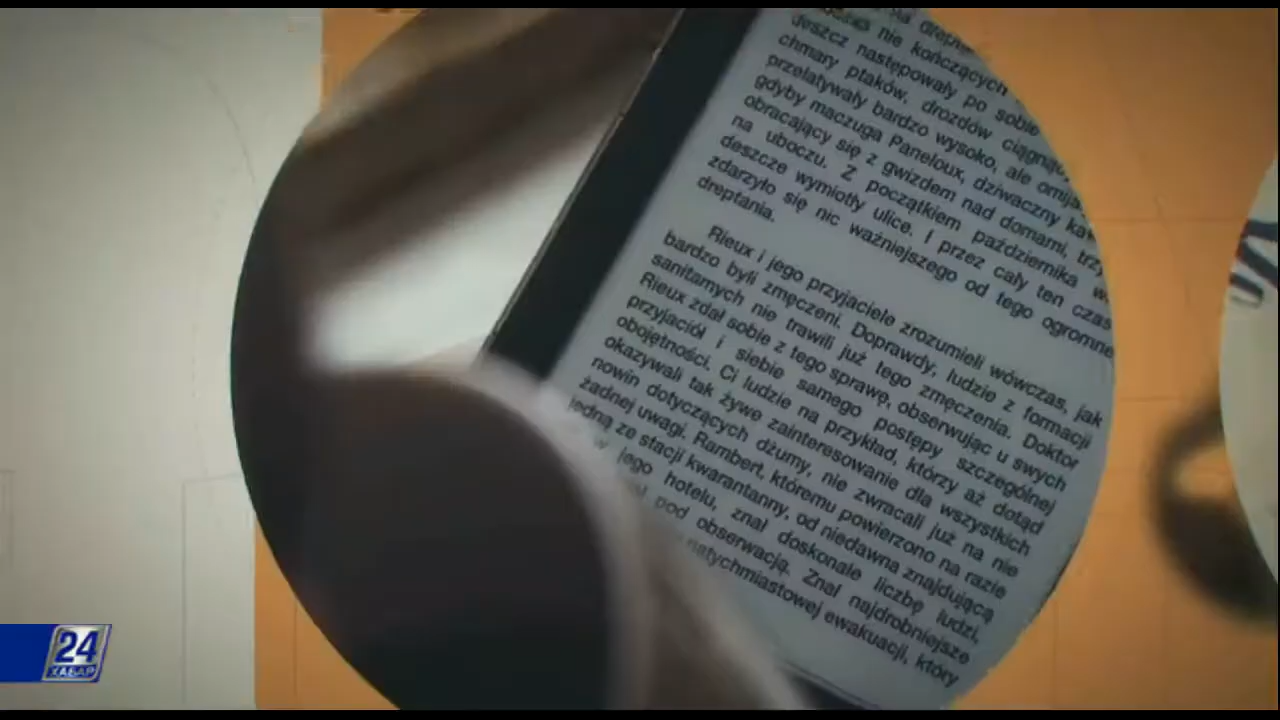 nie kończących
deszcz następowały po sobie
chmary ptaków, drozdów ciągnąc
przelatywały bardzo wysoko, ale omija
gdyby maczuga Paneloux, dziwaczny
obracający się z gwizdem nad domami,
na uboczu. Z początkiem października
deszcze wymiotły ulice. I przez cały ten czas
zdarzyło się nic ważniejszego od tego ogromne
dreptania.
Rieux i jego przyjaciele zrozumieli wówczas, jak
bardzo byli zmęczeni. Doprawdy, ludzie z formacji
sanitarnych nie trawili już tego zmęczenia. Doktor
Rieux zdał sobie z tego sprawę, obserwując u swych
przyjaciół i siebie samego postępy szczególnej
obojętności. Ci ludzie na przykład, którzy aż dotąd
okazywali tak żywe zainteresowanie dla wszystkich
nowin dotyczących dżumy, nie zwracali już na nie
żadnej uwagi. Rambert, któremu powierzono na razie
jedną ze stacji kwarantanny, od niedawna znajdującą
w jego hotelu, znał doskonale liczbę ludzi,
pod obserwacją. Znał najdrobniejsze
natychmiastowej ewakuacji, który
24
ХАБАР